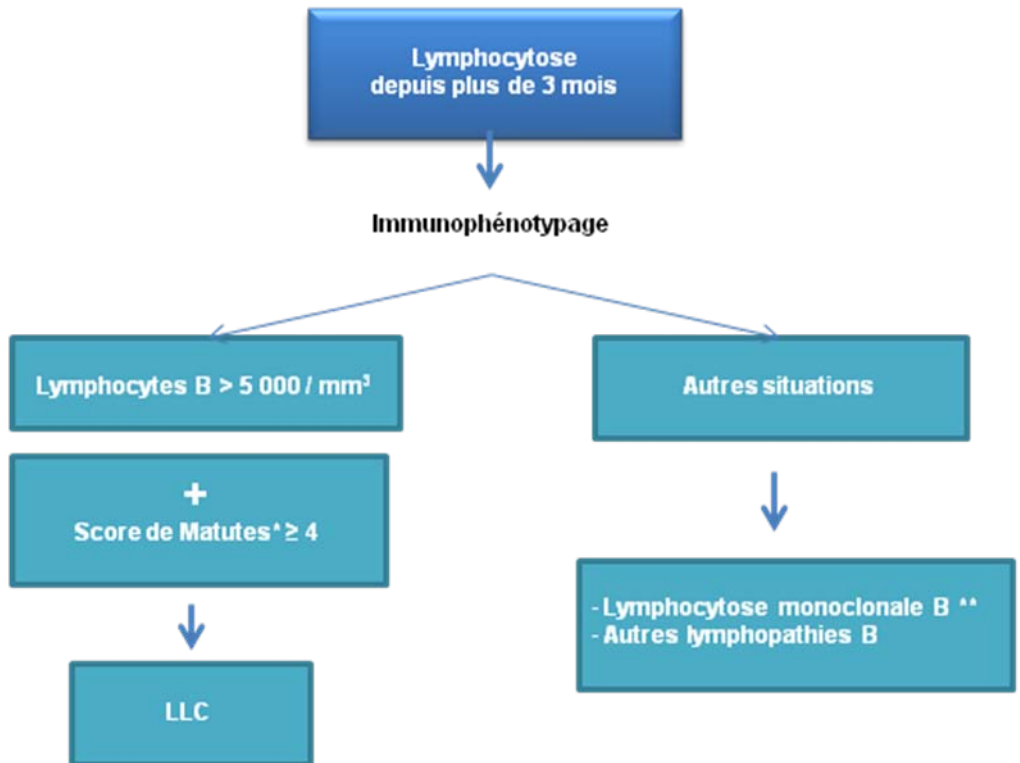 Lymphocytose
depuis plus de 3 mois
Immunophénotypage
Lymphocytes B > 5 000 / mm³
Autres situations
+
Score de Matutes* ≥ 4
- Lymphocytose monoclonale B **
- Autres lymphopathies B
LLC